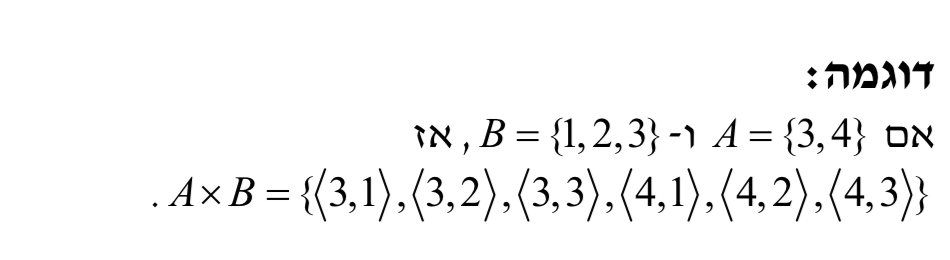 דוגמה:
אם A = {3, 4} ו- B = {1, 2, 3}, אז
A × B = {⟨3,1⟩, ⟨3,2⟩, ⟨3,3⟩, ⟨4,1⟩, ⟨4,2⟩, ⟨4,3⟩}.